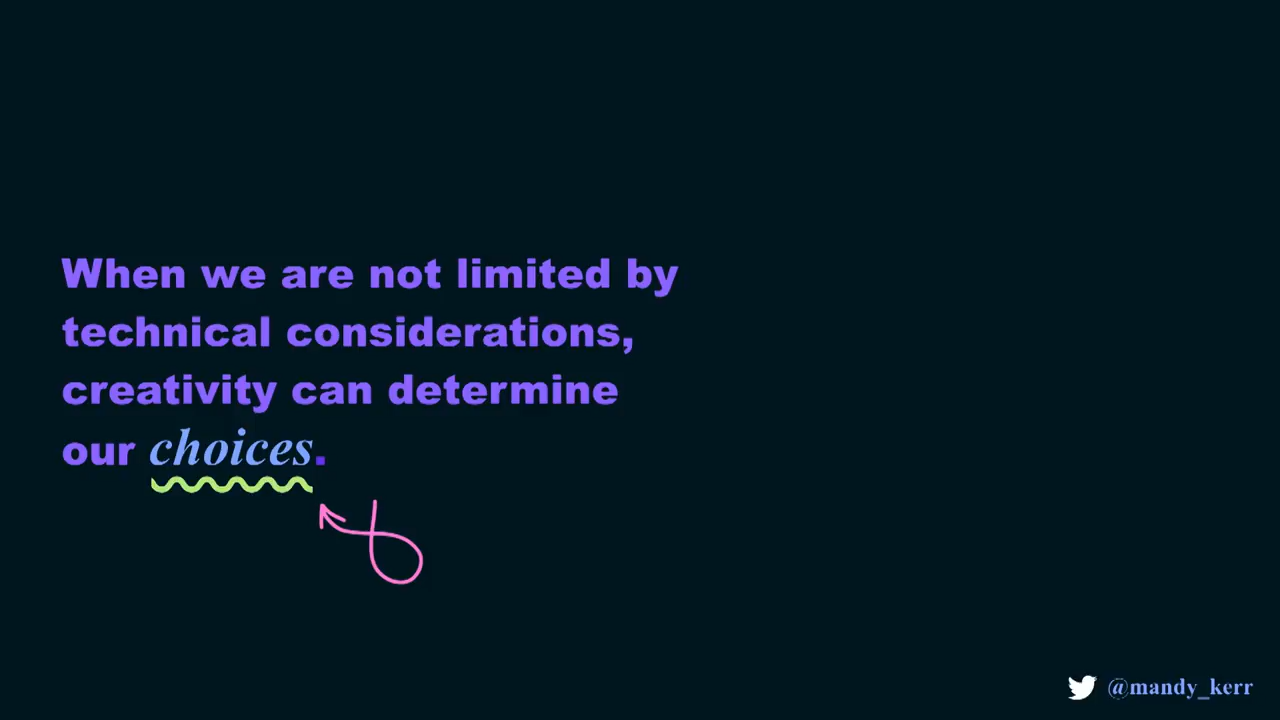 When we are not limited by
technical considerations,
creativity can determine
our choices.
@mandy_kerr